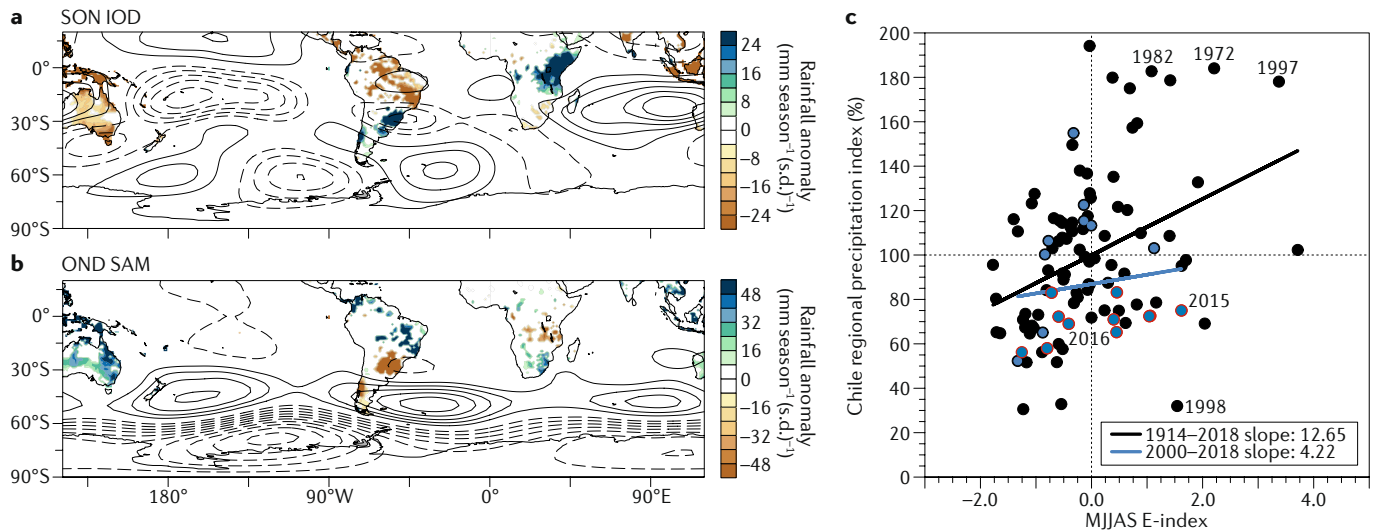 a SON IOD
0°
30°S
60°S
90°S
24
16
8
0
−8
−16
−24
Rainfall anomaly
(mm season⁻¹ (s.d.)⁻¹)
b OND SAM
0°
30°S
60°S
90°S
180°
90°W
0°
90°E
48
32
16
0
−16
−32
−48
Rainfall anomaly
(mm season⁻¹ (s.d.)⁻¹)
c
Chile regional precipitation index (%)
200
180
160
140
120
100
80
60
40
20
0
1982
1972
1997
2015
2016
1998
1914–2018 slope: 12.65
2000–2018 slope: 4.22
−2.0
0.0
2.0
4.0
MJJAS E-index